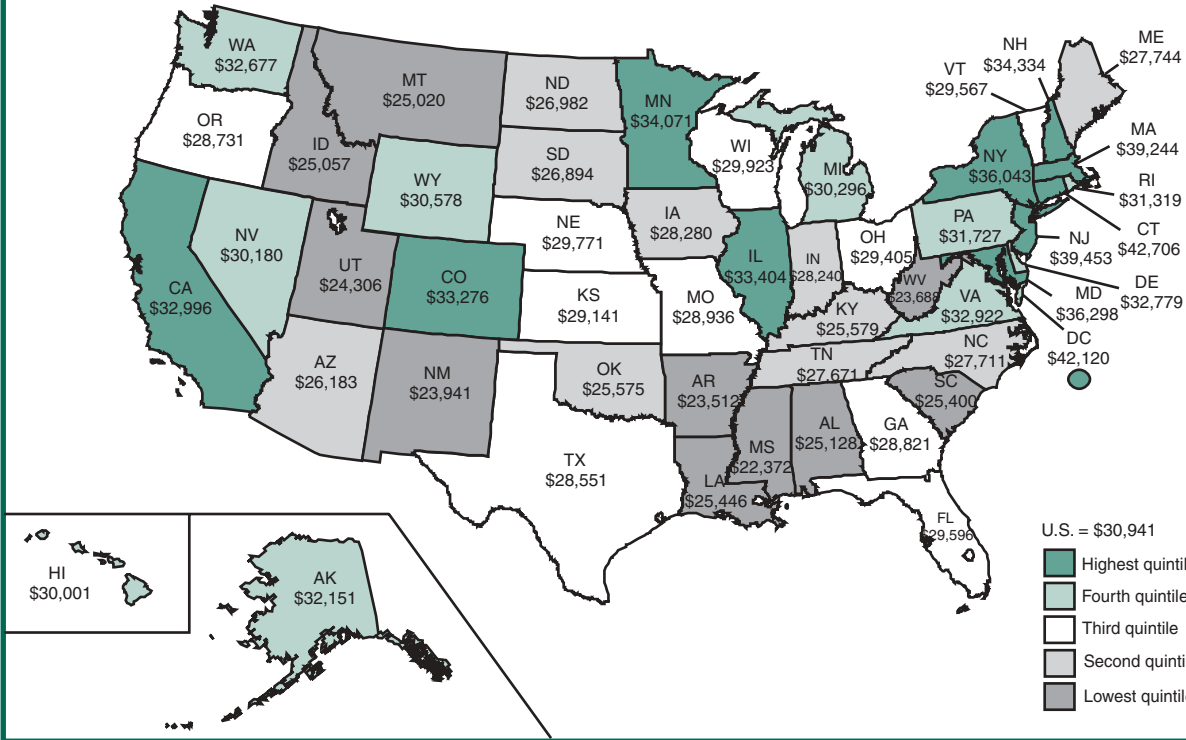 WA
$32,677
OR
$28,731
CA
$32,996
ID
$25,057
NV
$30,180
MT
$25,020
WY
$30,578
UT
$24,306
AZ
$26,183
CO
$33,276
NM
$23,941
ND
$26,982
SD
$26,894
NE
$29,771
KS
$29,141
OK
$25,575
TX
$28,551
MN
$34,071
IA
$28,280
MO
$28,936
AR
$23,512
LA
$25,446
WI
$29,923
IL
$33,404
MI
$30,296
IN
$28,240
OH
$29,405
KY
$25,579
TN
$27,671
MS
$22,372
AL
$25,128
GA
$28,821
FL
$29,596
SC
$25,400
NC
$27,711
VA
$32,922
WV
$23,688
PA
$31,727
NY
$36,043
VT
$29,567
NH
$34,334
ME
$27,744
MA
$39,244
RI
$31,319
CT
$42,706
NJ
$39,453
DE
$32,779
MD
$36,298
DC
$42,120
HI
$30,001
AK
$32,151
U.S. = $30,941
Highest quintil
Fourth quintile
Third quintile
Second quinti
Lowest quintile